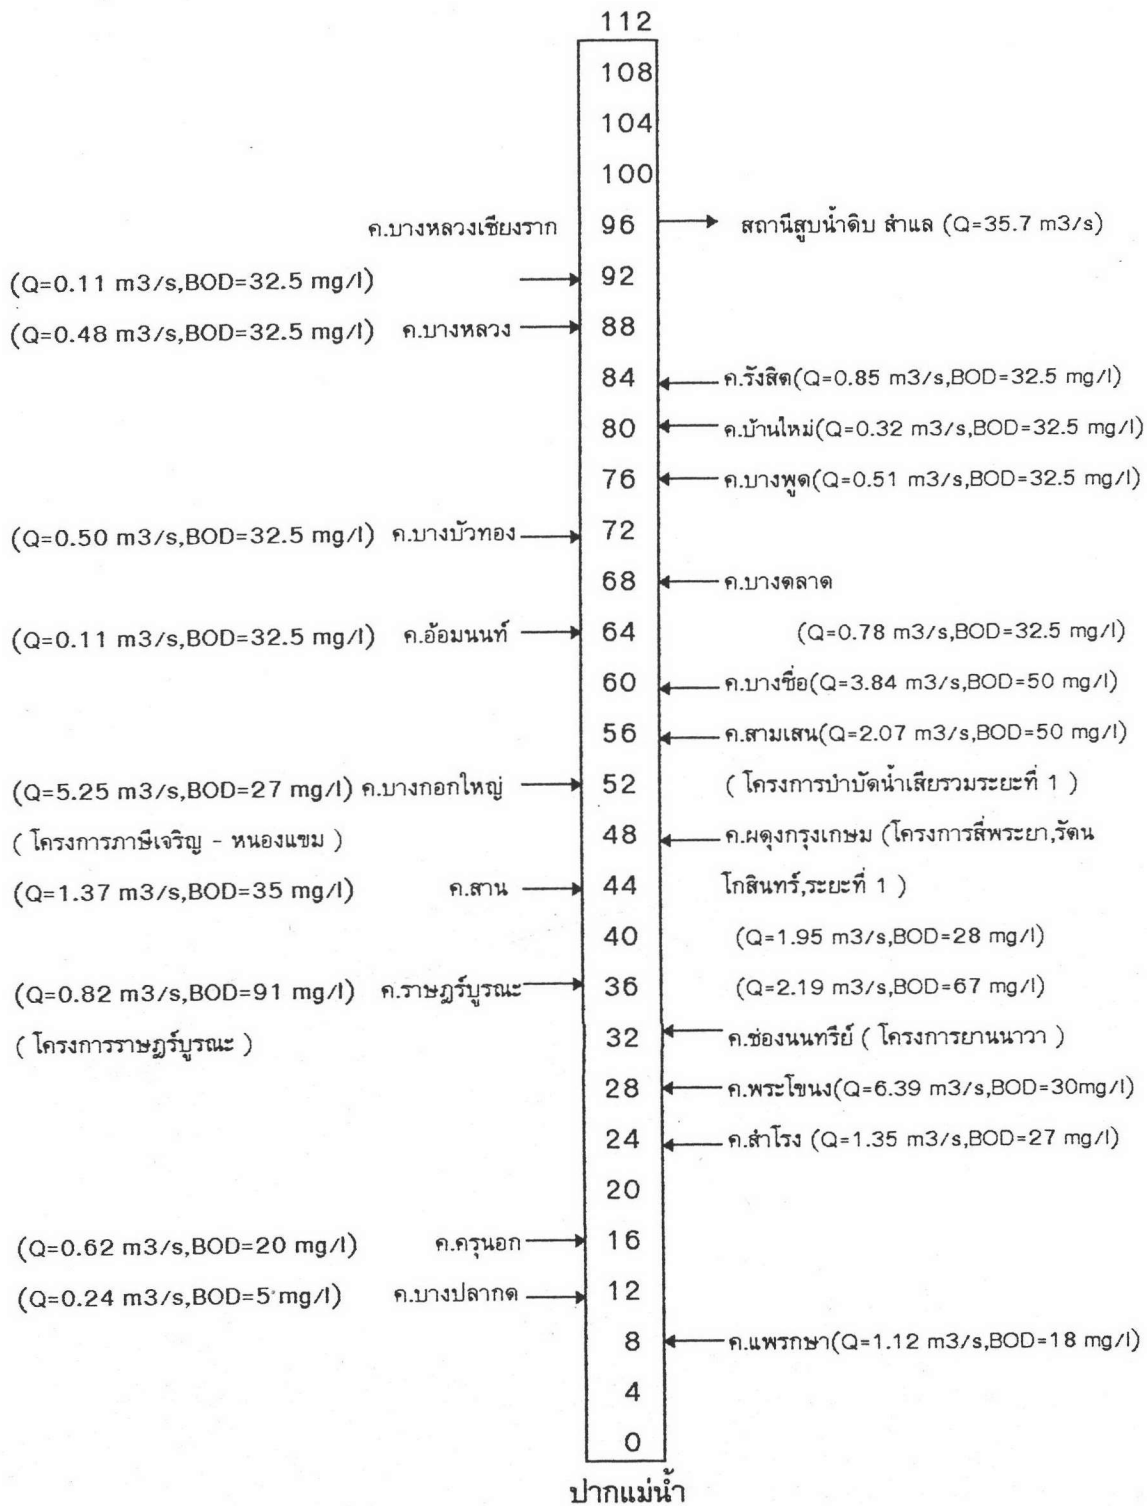 112
108
104
100
ค.บางหลวงเชียงราก 96 สถานีสูบน้ำดิบ สำแล (Q=35.7 m3/s)
(Q=0.11 m3/s,BOD=32.5 mg/l) 92
(Q=0.48 m3/s,BOD=32.5 mg/l) ค.บางหลวง 88
84 ค.รังสิต(Q=0.85 m3/s,BOD=32.5 mg/l)
80 ค.บ้านใหม่(Q=0.32 m3/s,BOD=32.5 mg/l)
76 ค.บางพูด(Q=0.51 m3/s,BOD=32.5 mg/l)
(Q=0.50 m3/s,BOD=32.5 mg/l) ค.บางบัวทอง 72
68 ค.บางตลาด
(Q=0.11 m3/s,BOD=32.5 mg/l) ค.อ้อมนนท์ 64 (Q=0.78 m3/s,BOD=32.5 mg/l)
60 ค.บางซื่อ(Q=3.84 m3/s,BOD=50 mg/l)
56 ค.สามเสน(Q=2.07 m3/s,BOD=50 mg/l)
(Q=5.25 m3/s,BOD=27 mg/l) ค.บางกอกใหญ่ 52 ( โครงการบำบัดน้ำเสียรวมระยะที่ 1 )
( โครงการภาษีเจริญ - หนองแขม ) 48 ค.ผดุงกรุงเกษม (โครงการสี่พระยา,รัตน
(Q=1.37 m3/s,BOD=35 mg/l) ค.สาน 44 โกสินทร์,ระยะที่ 1 )
40 (Q=1.95 m3/s,BOD=28 mg/l)
(Q=0.82 m3/s,BOD=91 mg/l) ค.ราษฎร์บูรณะ 36 (Q=2.19 m3/s,BOD=67 mg/l)
( โครงการราษฎร์บูรณะ ) 32 ค.ช่องนนทรีย์ ( โครงการยานนาวา )
28 ค.พระโขนง(Q=6.39 m3/s,BOD=30mg/l)
24 ค.สำโรง (Q=1.35 m3/s,BOD=27 mg/l)
20
(Q=0.62 m3/s,BOD=20 mg/l) ค.ครุนอก 16
(Q=0.24 m3/s,BOD=5 mg/l) ค.บางปลากด 12
8 ค.แพรกษา(Q=1.12 m3/s,BOD=18 mg/l)
4
0
ปากแม่น้ำ